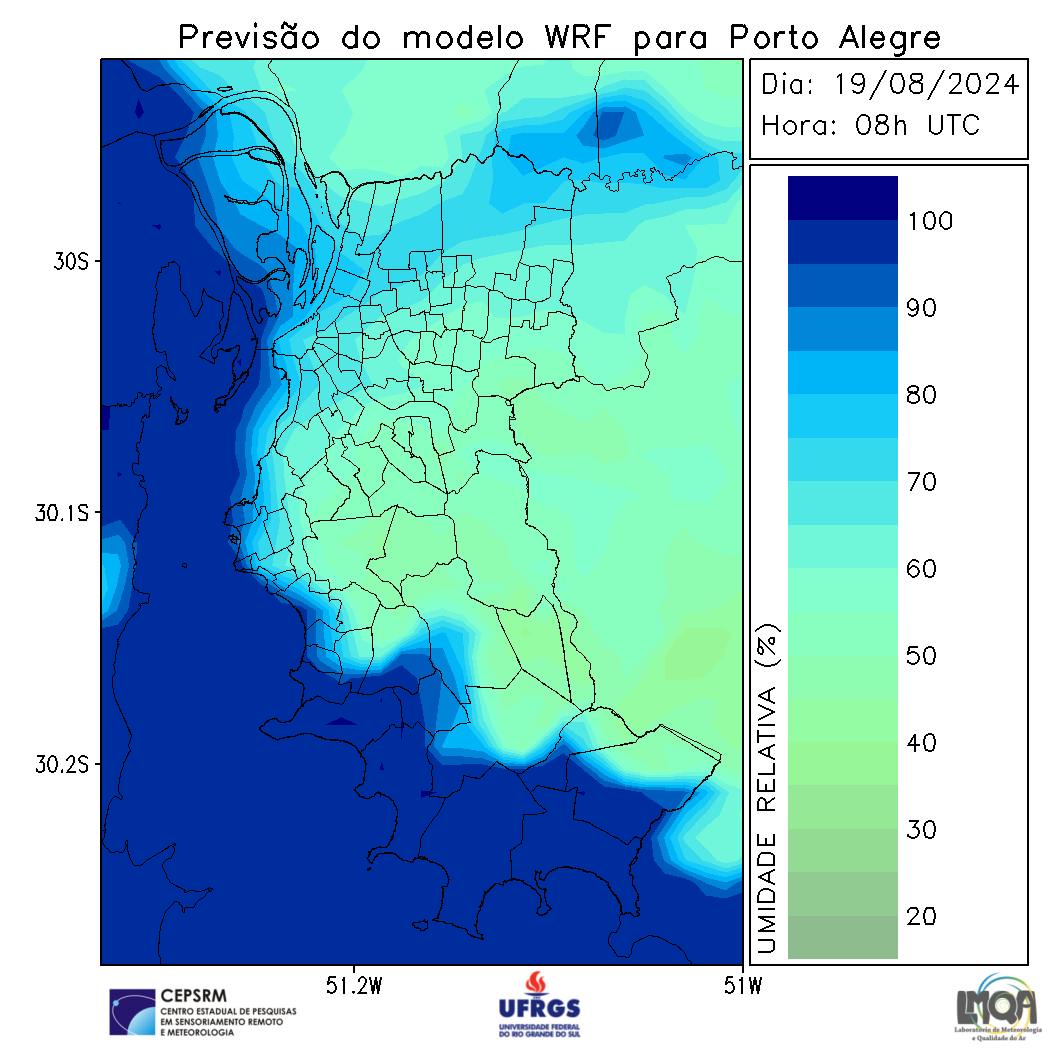 Previsão do modelo WRF para Porto Alegre
Dia: 19/08/2024
Hora: 08h UTC
100
90
80
70
60
50
40
30
20
UMIDADE RELATIVA (%)
30S
30.1S
30.2S
51.2W
51W
CEPSRM
CENTRO ESTADUAL DE PESQUISAS
EM SENSORIAMENTO REMOTO
E METEOROLOGIA
UFRGS
UNIVERSIDADE FEDERAL
DO RIO GRANDE DO SUL
LMQA
Laboratório de Meteorologia
e Qualidade do Ar